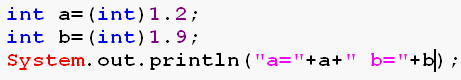 int a=(int)1.2;
int b=(int)1.9;
System.out.println("a="+a+" b="+b);